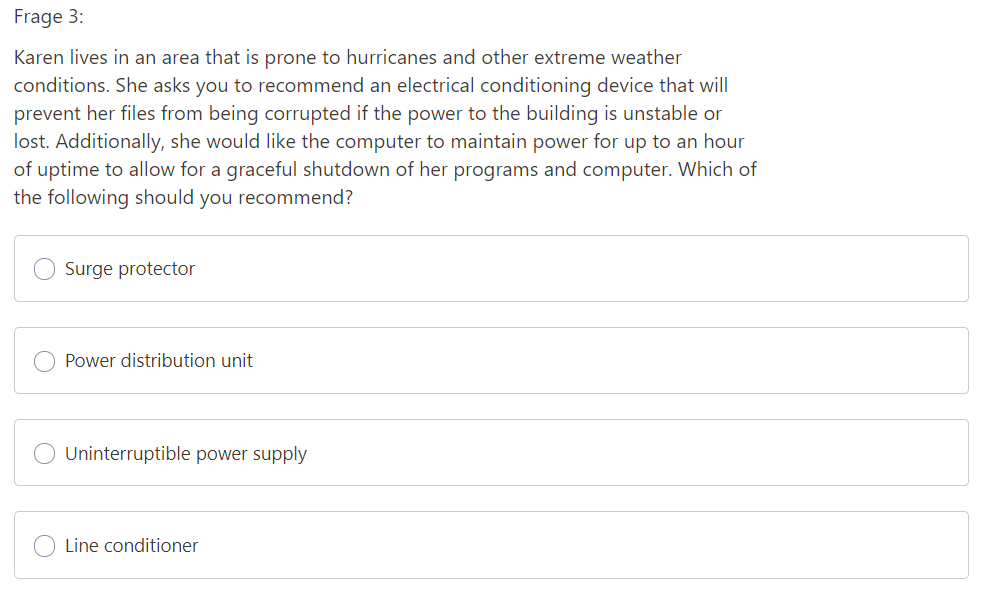 Frage 3:
Karen lives in an area that is prone to hurricanes and other extreme weather
conditions. She asks you to recommend an electrical conditioning device that will
prevent her files from being corrupted if the power to the building is unstable or
lost. Additionally, she would like the computer to maintain power for up to an hour
of uptime to allow for a graceful shutdown of her programs and computer. Which of
the following should you recommend?
Surge protector
Power distribution unit
Uninterruptible power supply
Line conditioner